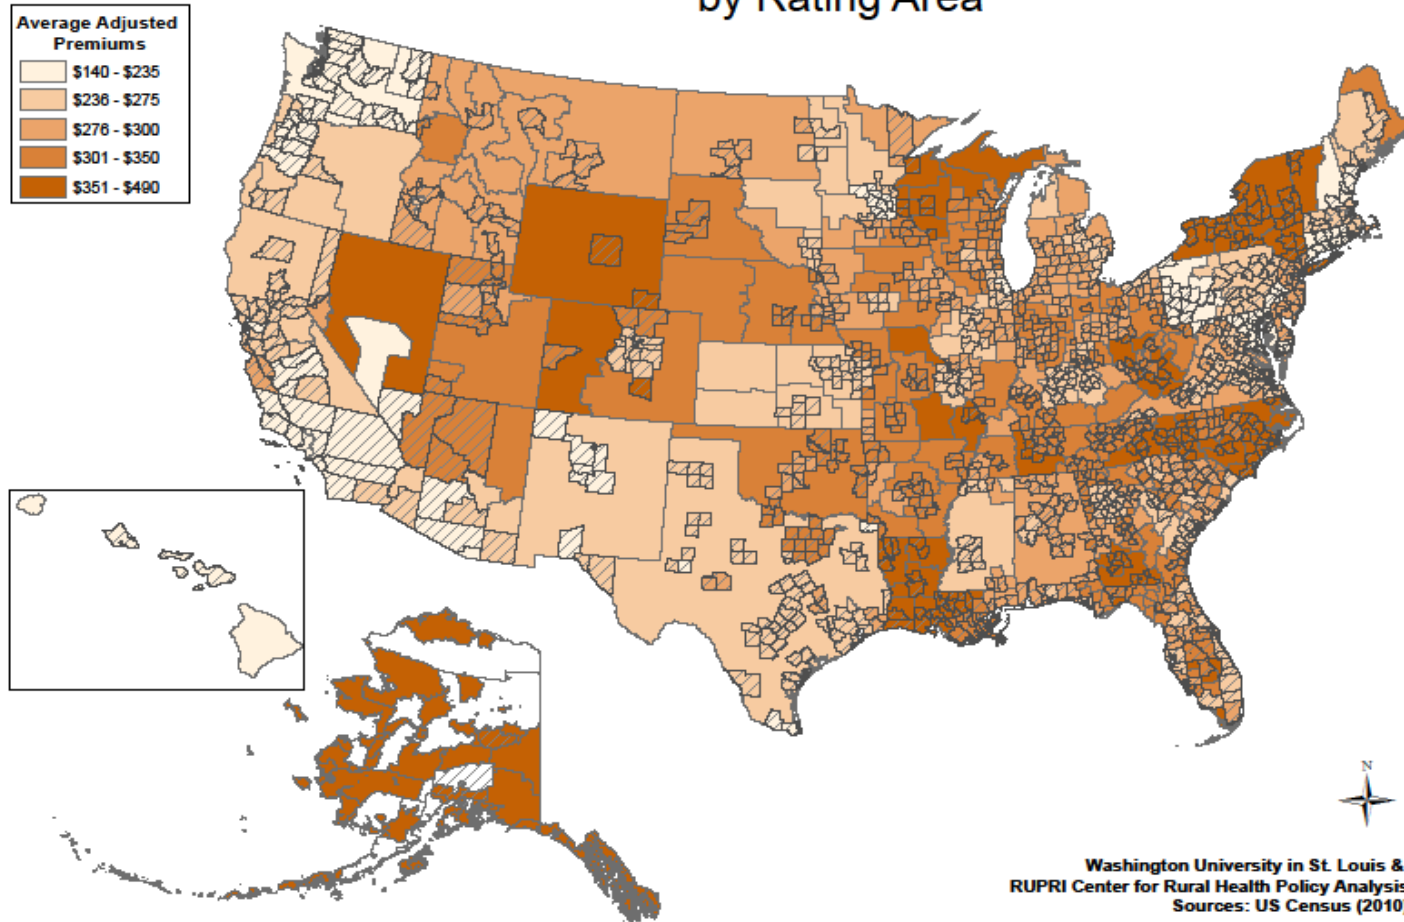 by Rating Area
Average Adjusted
Premiums
$140 - $235
$236 - $275
$276 - $300
$301 - $350
$351 - $490
N
Washington University in St. Louis &
RUPRI Center for Rural Health Policy Analysis
Sources: US Census (2010)